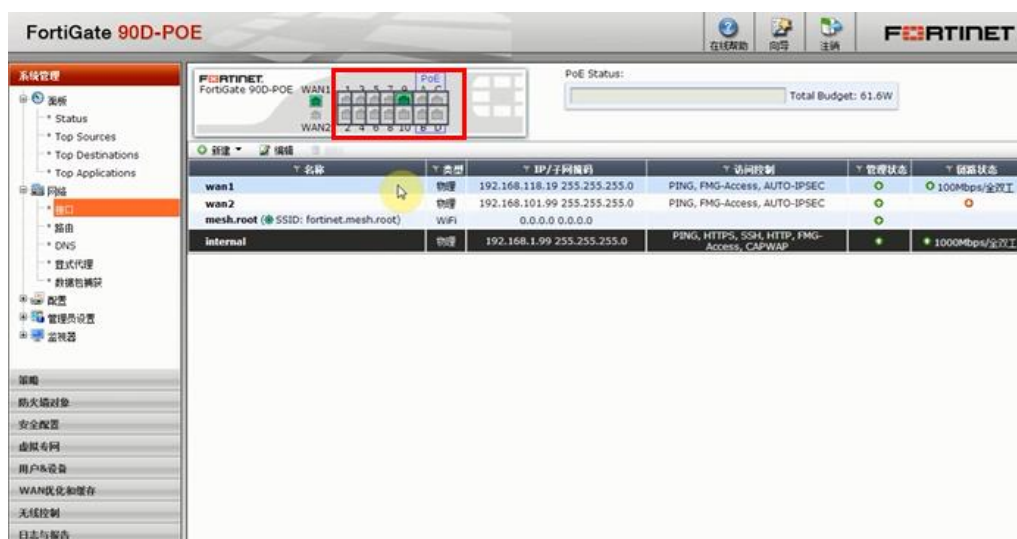 FortiGate 90D-POE
在线帮助
向导
注销
FORTINET
系统管理
面板
Status
Top Sources
Top Destinations
Top Applications
网络
接口
路由
DNS
显式代理
数据包捕获
配置
管理员设置
监视器
策略
防火墙对象
安全配置
虚拟专网
用户&设备
WAN优化和缓存
无线控制
日志与报告
FORTINET.
FortiGate 90D-POE
WAN1 1 3 5 7 9 A C
PoE
WAN2 2 4 6 8 10 B D
PoE Status:
Total Budget: 61.6W
新建 编辑
名称 类型 IP/子网掩码 访问控制 管理状态 链路状态
wan1 物理 192.168.118.19 255.255.255.0 PING, FMG-Access, AUTO-IPSEC 100Mbps/全双工
wan2 物理 192.168.101.99 255.255.255.0 PING, FMG-Access, AUTO-IPSEC
mesh.root (SSID: fortinet.mesh.root) WiFi 0.0.0.0 0.0.0.0
internal 物理 192.168.1.99 255.255.255.0 PING, HTTPS, SSH, HTTP, FMG-
Access, CAPWAP 1000Mbps/全双工